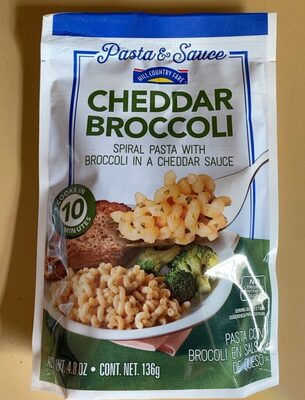 Pasta & Sauce
HILL COUNTRY FARE
CHEDDAR
BROCCOLI
SPIRAL PASTA WITH
BROCCOLI IN A CHEDDAR SAUCE
COOKS IN
10
MINUTES
NET WT. 4.8 OZ • CONT. NET. 136g
PASTA CON
BROCOLI EN SALSA
DE QUESO